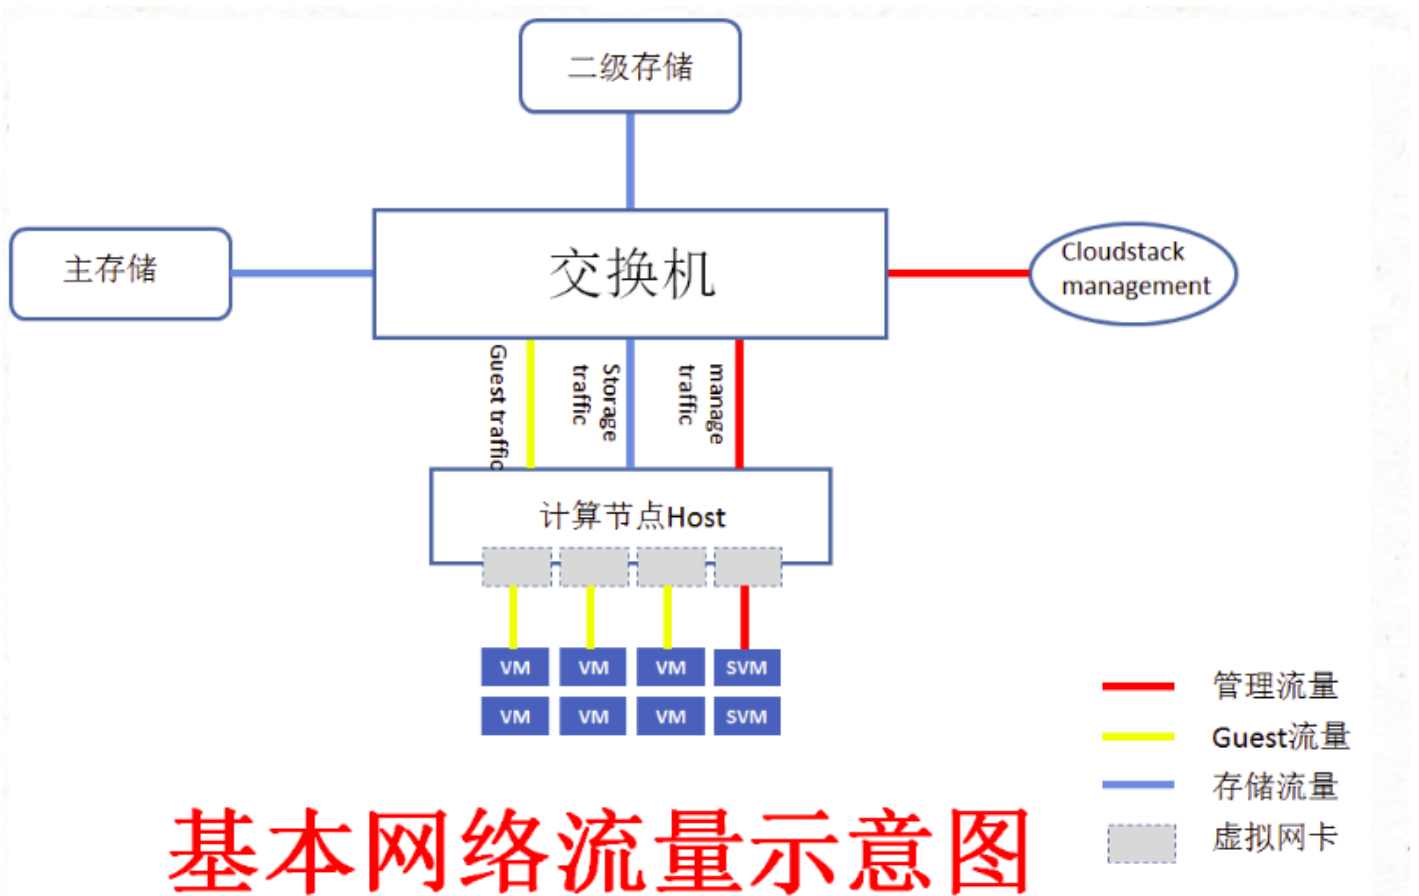 二级存储
主存储
交换机
Cloudstack
management
Guest traffic
Storage
traffic
manage
traffic
计算节点Host
VM
VM
VM
SVM
VM
VM
VM
SVM
管理流量
Guest流量
存储流量
虚拟网卡
基本网络流量示意图